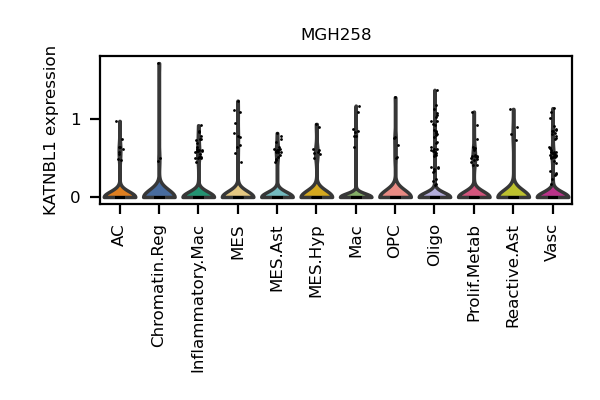 MGH258
KATNBL1 expression
1
0
AC
Chromatin.Reg
Inflammatory.Mac
MES
MES.Ast
MES.Hyp
Mac
OPC
Oligo
Prolif.Metab
Reactive.Ast
Vasc